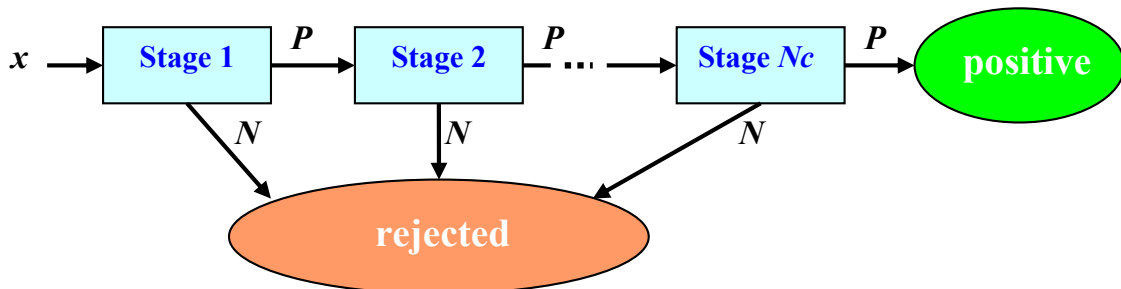 x
Stage 1
P
Stage 2
P
...
Stage Nc
P
positive
N
N
N
rejected